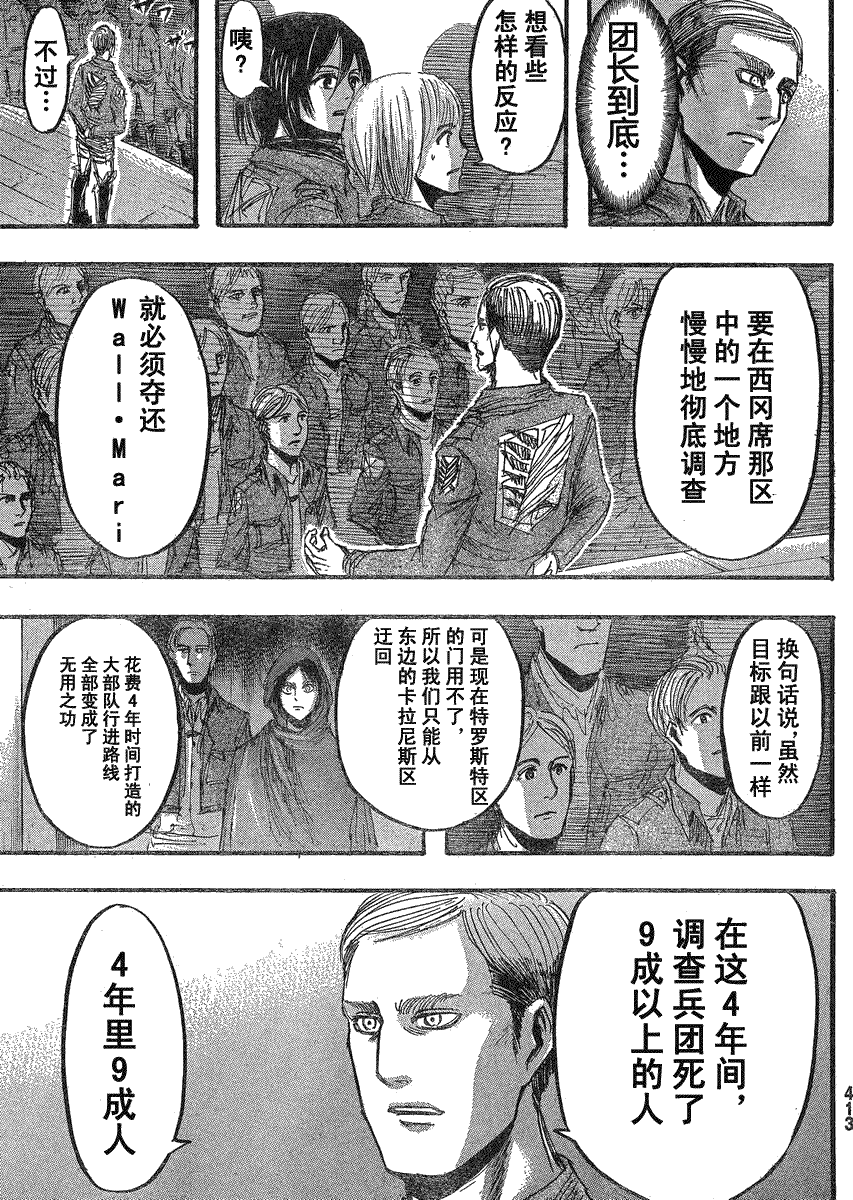 团长到底…
想看些
怎样的反应？
咦？
不过…
要在西冈席那区
中的一个地方
慢慢地彻底调查
就必须夺还
Wall·Mari
换句话说，虽然
目标跟以前一样
可是现在特罗斯特区
的门用不了，
所以我们只能从
东边的卡拉尼斯区
迂回
花费4年时间打造的
大部队行进路线
全部变成了
无用之功
在这4年间，
调查兵团死了
9成以上的人
4年里9成人
413